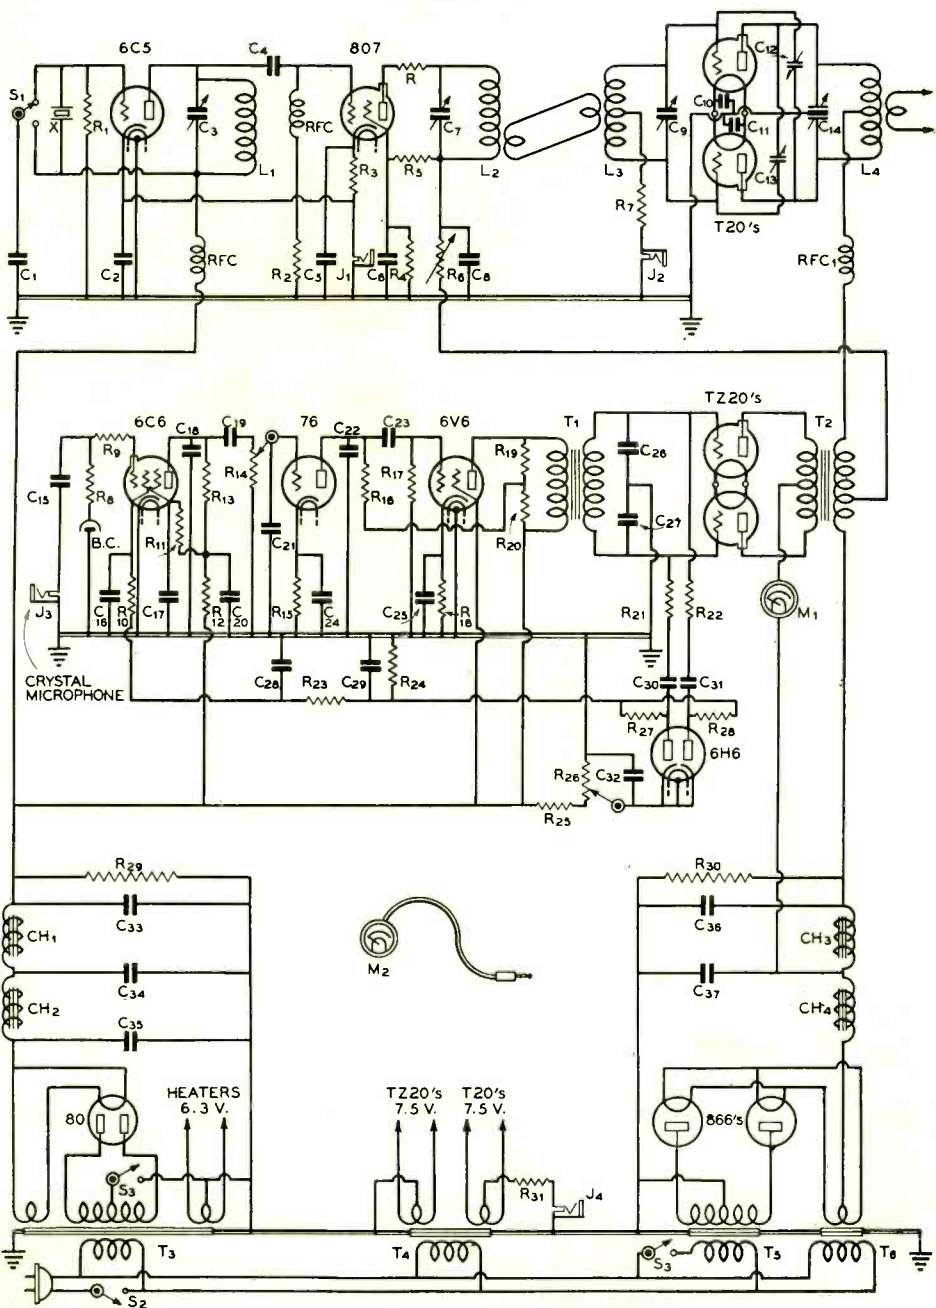 6C5
C4
807
C12
S1
X
R1
C3
RFC
R
C7
C9
C10
C11
C14
L1
R3
R5
L2
L3
C13
L4
T20's
R7
C1
C2
RFC
R2
C5
J1
C6
R4
R6
C8
J2
RFC1
6C6
C18
C19
76
C22
C23
6V6
T1
TZ20's
T2
R9
R14
R19
C26
C15
R8
R13
R16
R17
C27
B.C.
R11
C21
R20
J3
C16
R10
C17
R12
C20
R15
C24
C25
R18
R21
R22
M1
CRYSTAL
MICROPHONE
C28
R23
C29
R24
C30
C31
R27
R28
6H6
R26
C32
R25
R29
R30
C33
C36
CH1
M2
CH3
C34
C37
CH2
CH4
C35
80
HEATERS
6.3 V.
TZ20's
7.5 V.
T20's
7.5 V.
866's
S3
R31
J4
T3
T4
S3
T5
T6
S2